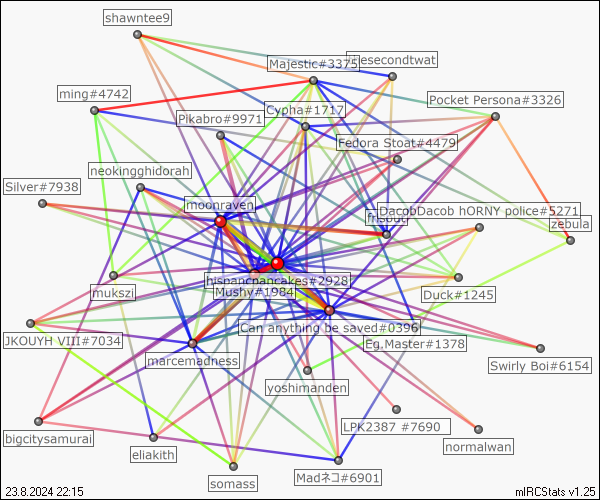 shawntee9
Majestic#3375
esecondtwat
ming#4742
Cypha#1717
Pocket Persona#3326
Pikabro#9971
Fedora Stoat#4479
neokingghidorah
Silver#7938
moonraven
DacobDacob hORNY police#5271
zebula
mukszi
#2928
Mushy#1984
Duck#1245
Can anything be saved#0396
JKOUYH VIII#7034
Eg.Master#1378
marcemadness
Swirly Boi#6154
yoshimanden
LPK2387 #7690
bigcitysamurai
normalwan
eliakith
Madネコ#6901
somass
23.8.2024 22:15
mIRCStats v1.25